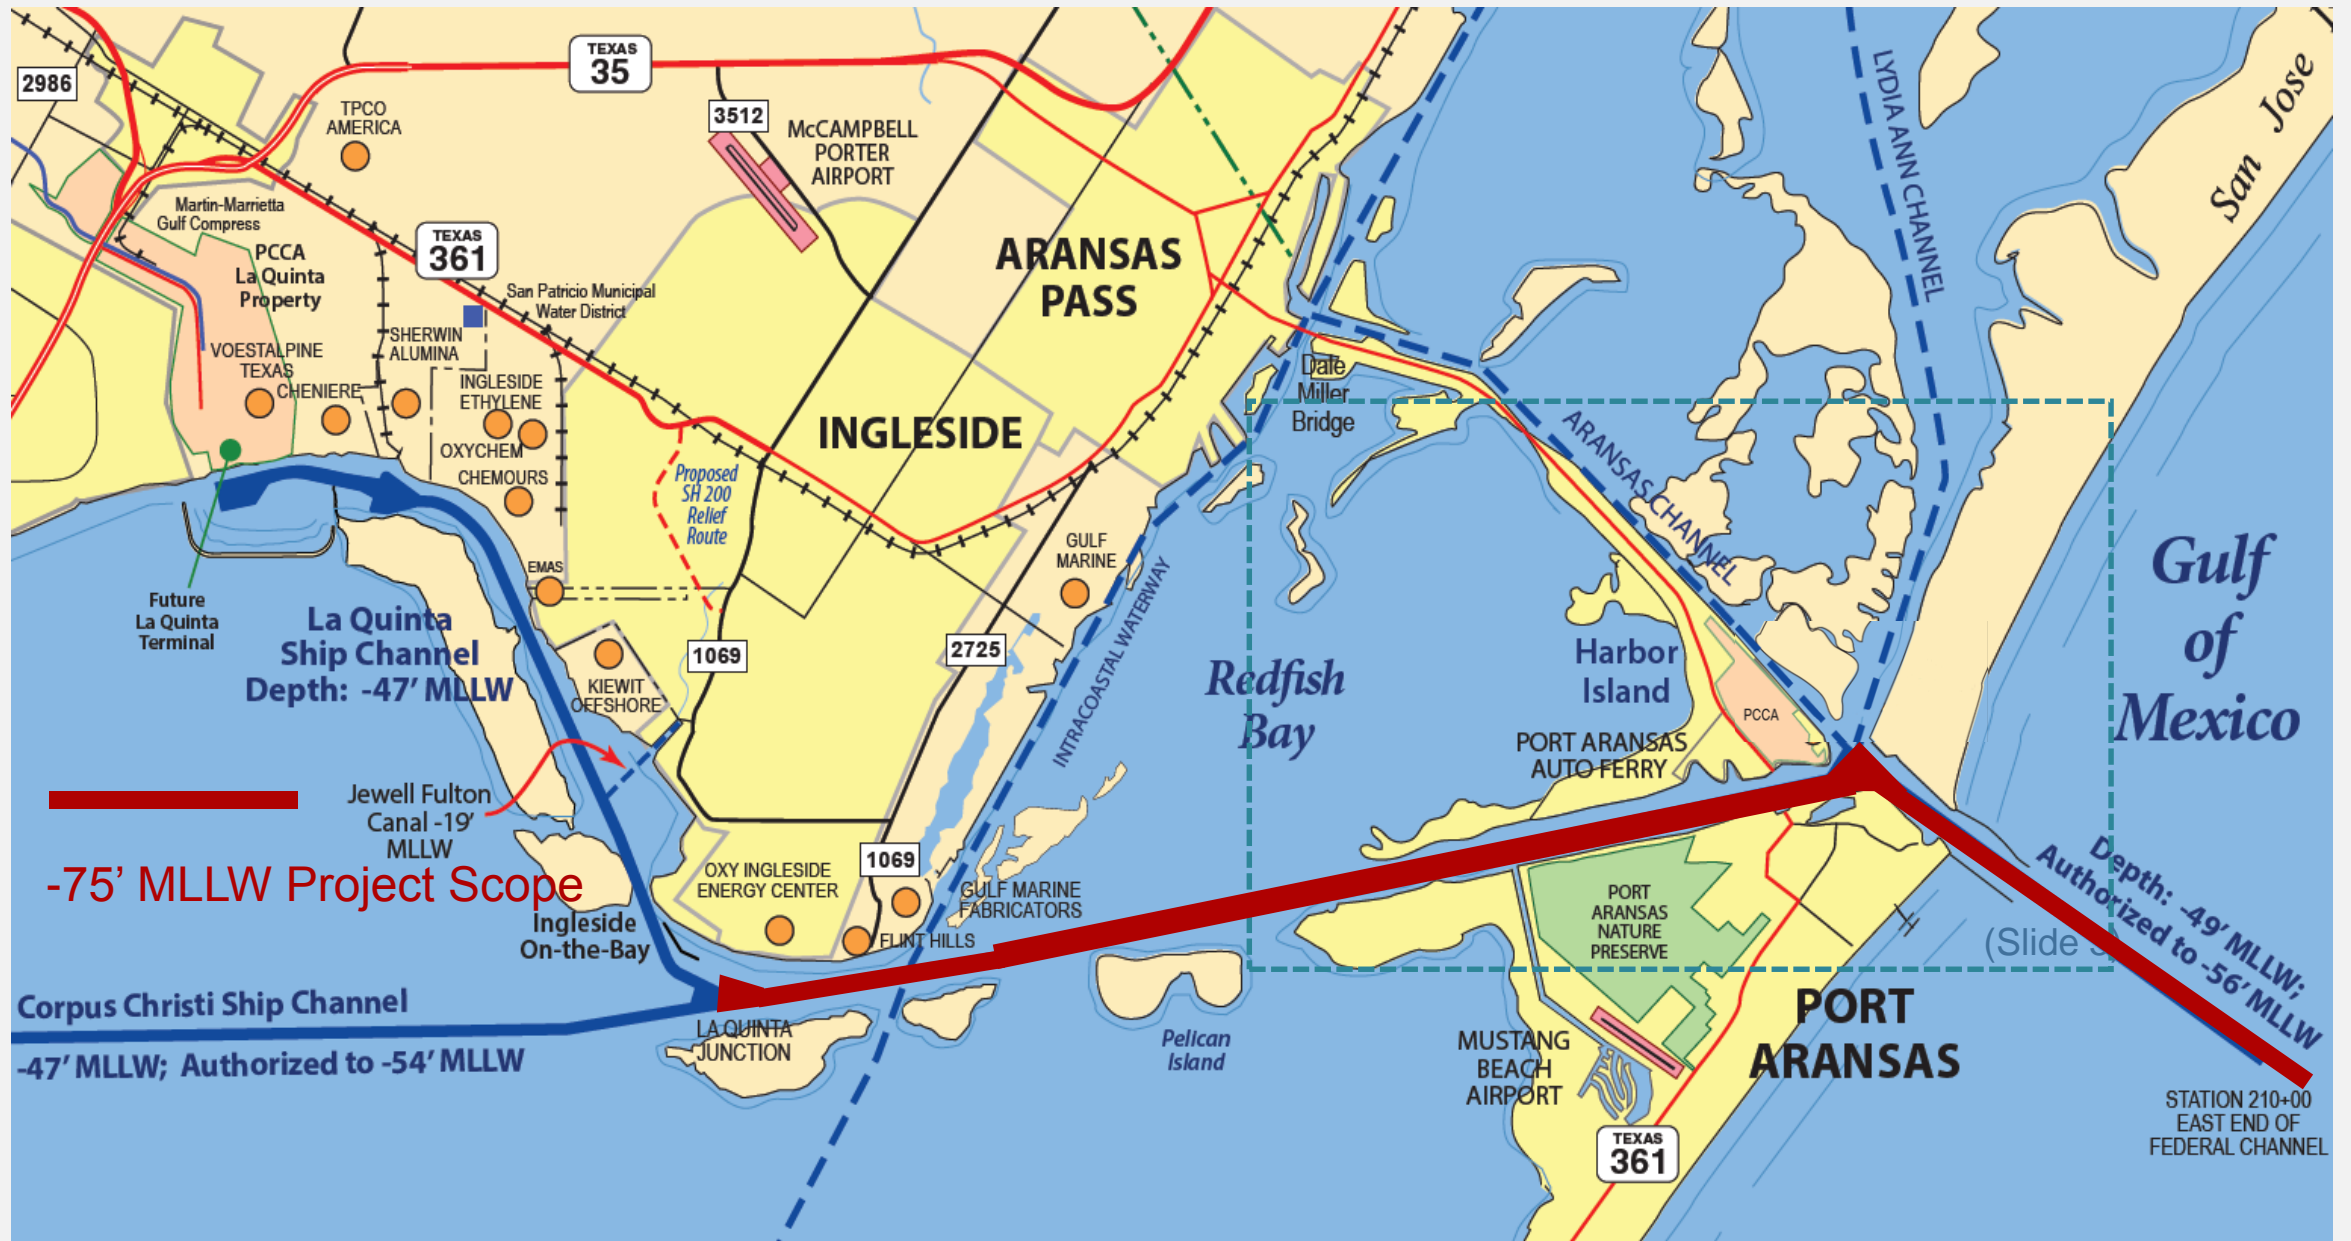 2986
TEXAS
35
TPCO
AMERICA
3512
McCAMPBELL
PORTER
AIRPORT
LYDIA ANN CHANNEL
San Jose
Martin-Marrietta
Gulf Compress
PCCA
La Quinta
Property
TEXAS
361
ARANSAS
PASS
San Patricio Municipal
Water District
SHERWIN
ALUMINA
VOESTALPINE
TEXAS
CHENIERE
INGLESIDE
ETHYLENE
OXYCHEM
CHEMOURS
INGLESIDE
Dale
Miller
Bridge
ARANSAS CHANNEL
Proposed
SH 200
Relief
Route
GULF
MARINE
EMAS
INTRACOASTAL WATERWAY
Gulf
of
Mexico
Future
La Quinta
Terminal
La Quinta
Ship Channel
Depth: -47’ MLLW
KIEWIT
OFFSHORE
1069
2725
Redfish
Bay
Harbor
Island
PCCA
PORT ARANSAS
AUTO FERRY
Jewell Fulton
Canal -19’
MLLW
-75’ MLLW Project Scope
OXY INGLESIDE
ENERGY CENTER
1069
GULF MARINE
FABRICATORS
FLINT HILLS
Ingleside
On-the-Bay
PORT
ARANSAS
NATURE
PRESERVE
Depth: -49’ MLLW;
Authorized to -56’ MLLW
(Slide
Corpus Christi Ship Channel
-47’ MLLW; Authorized to -54’ MLLW
LA QUINTA
JUNCTION
Pelican
Island
MUSTANG
BEACH
AIRPORT
PORT
ARANSAS
TEXAS
361
STATION 210+00
EAST END OF
FEDERAL CHANNEL